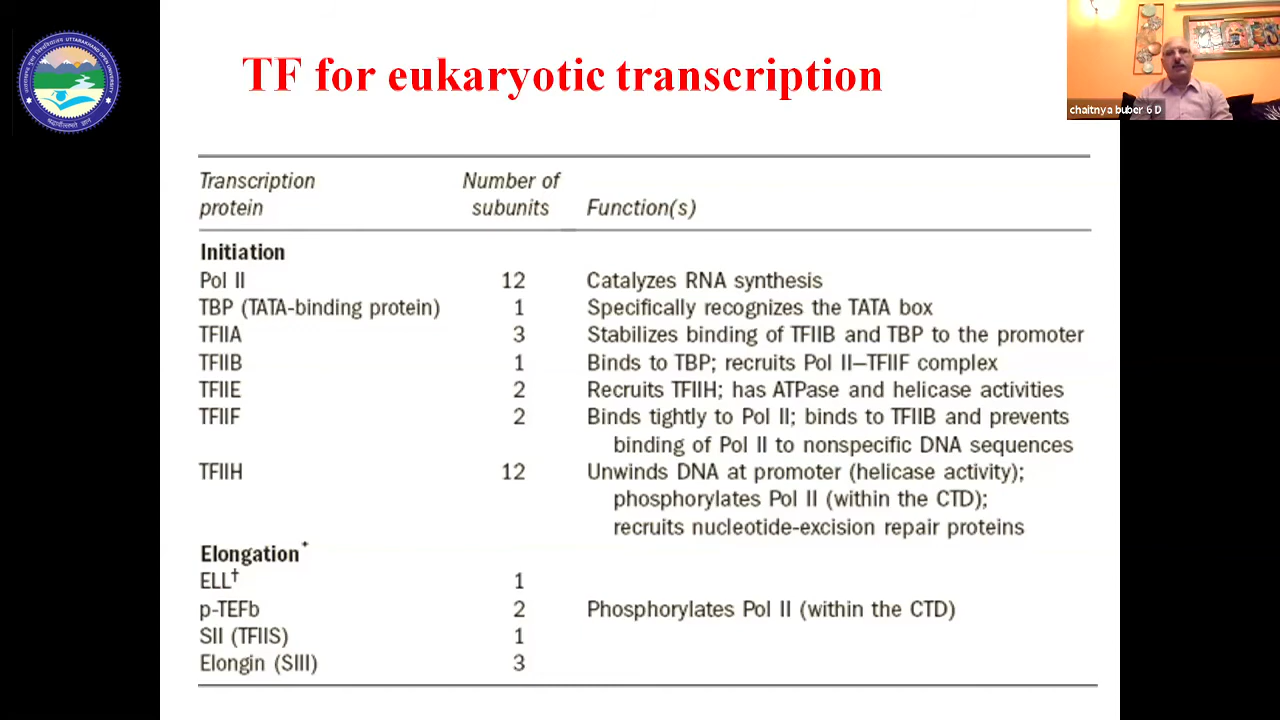 TF for eukaryotic transcription
chaitnya buber 6 D
UTTARAKHAND OPEN UNIVERSITY
Transcription protein Number of subunits Function(s)
Initiation
Pol II 12 Catalyzes RNA synthesis
TBP (TATA-binding protein) 1 Specifically recognizes the TATA box
TFIIA 3 Stabilizes binding of TFIIB and TBP to the promoter
TFIIB 1 Binds to TBP; recruits Pol II–TFIIF complex
TFIIE 2 Recruits TFIIH; has ATPase and helicase activities
TFIIF 2 Binds tightly to Pol II; binds to TFIIB and prevents
binding of Pol II to nonspecific DNA sequences
TFIIH 12 Unwinds DNA at promoter (helicase activity);
phosphorylates Pol II (within the CTD);
recruits nucleotide-excision repair proteins
Elongation*
ELL† 1
p-TEFb 2 Phosphorylates Pol II (within the CTD)
SII (TFIIS) 1
Elongin (SIII) 3